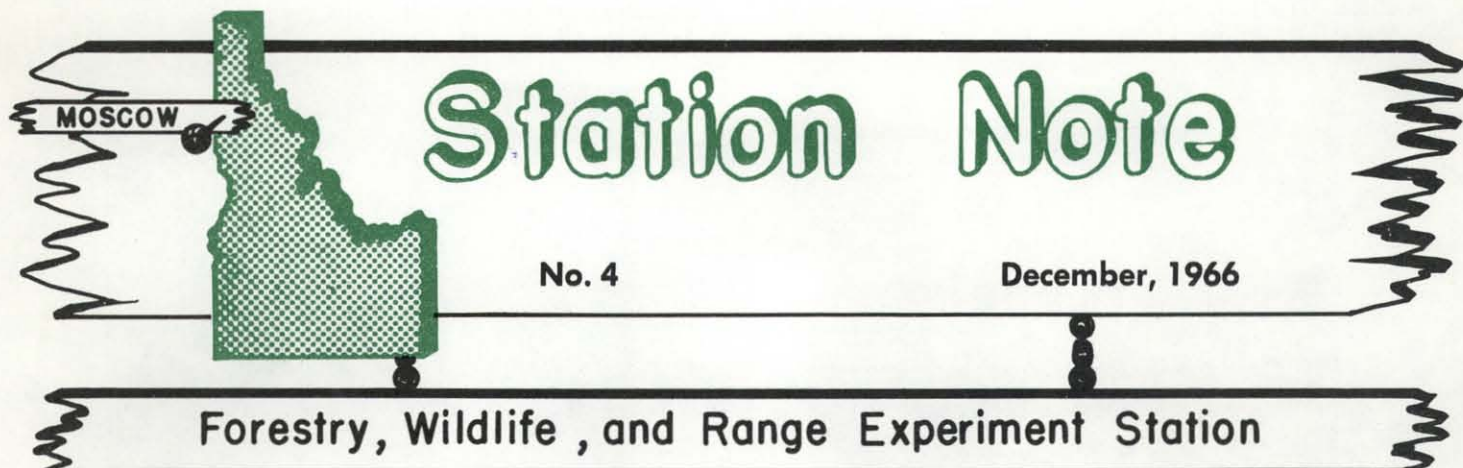 MOSCOW
Station Note
No. 4 December, 1966
Forestry, Wildlife, and Range Experiment Station